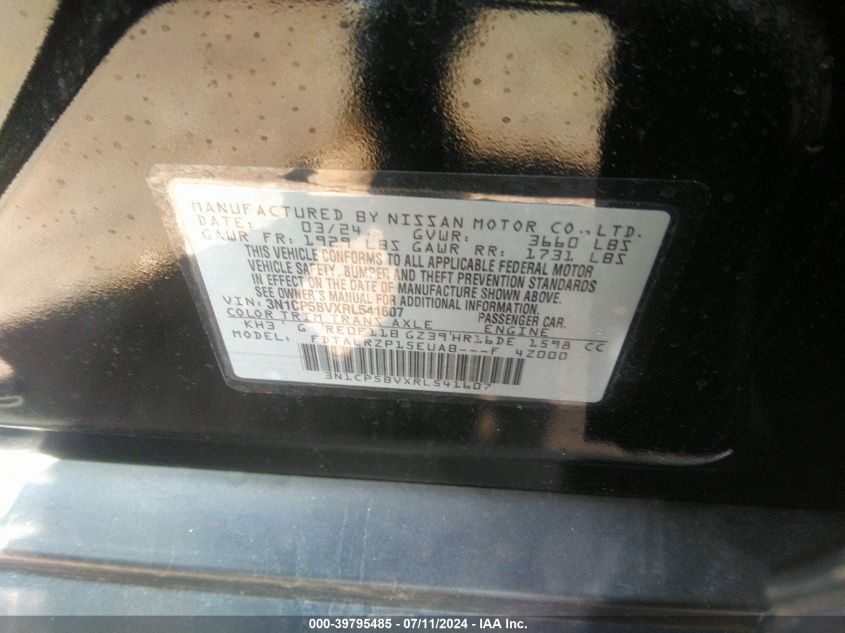 MANUFACTURED BY NISSAN MOTOR CO., LTD.
DATE: 03/24 GVWR: 3660 LBS
GAWR FR: 1929 LBS GAWR RR: 1731 LBS
THIS VEHICLE CONFORMS TO ALL APPLICABLE FEDERAL MOTOR
VEHICLE SAFETY, BUMPER AND THEFT PREVENTION STANDARDS
IN EFFECT ON THE DATE OF MANUFACTURE SHOWN ABOVE.
SEE OWNER'S MANUAL FOR ADDITIONAL INFORMATION.
VIN: 3N1CP5BVXRL541607 PASSENGER CAR.
COLOR TRIM TRANS AXLE ENGINE
KH3 G RE0F11B GZ39 HR16DE 1598 CC
MODEL: FDTALRZP15EUAB---F 4Z000
3N1CP5BVXRL541607
000-39795485 - 07/11/2024 - IAA Inc.